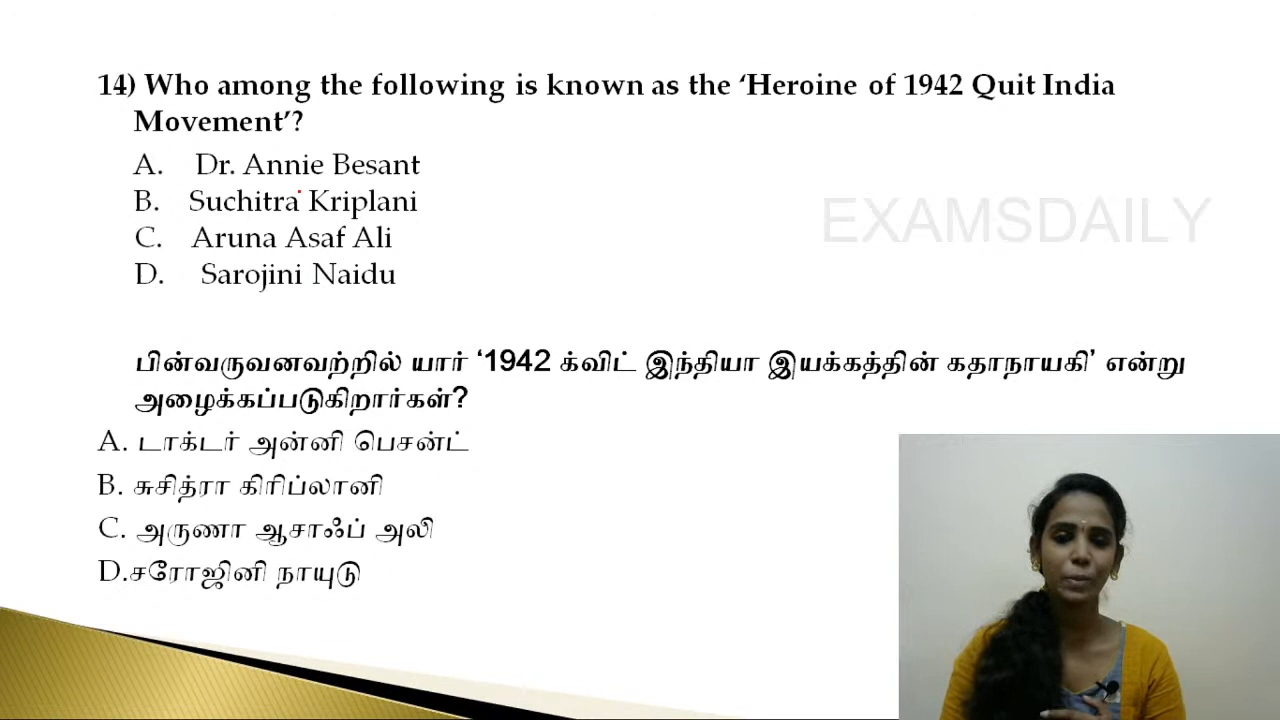 14) Who among the following is known as the ‘Heroine of 1942 Quit India
Movement’?
A. Dr. Annie Besant
B. Suchitra Kriplani
C. Aruna Asaf Ali
D. Sarojini Naidu
EXAMSDAILY
பின்வருவனவற்றில் யார் ‘1942 க்விட் இந்தியா இயக்கத்தின் கதாநாயகி’ என்று
அழைக்கப்படுகிறார்கள்?
A. டாக்டர் அன்னி பெசன்ட்
B. சுசித்ரா கிரிப்லானி
C. அருணா ஆசாஃப் அலி
D.சரோஜினி நாயுடு